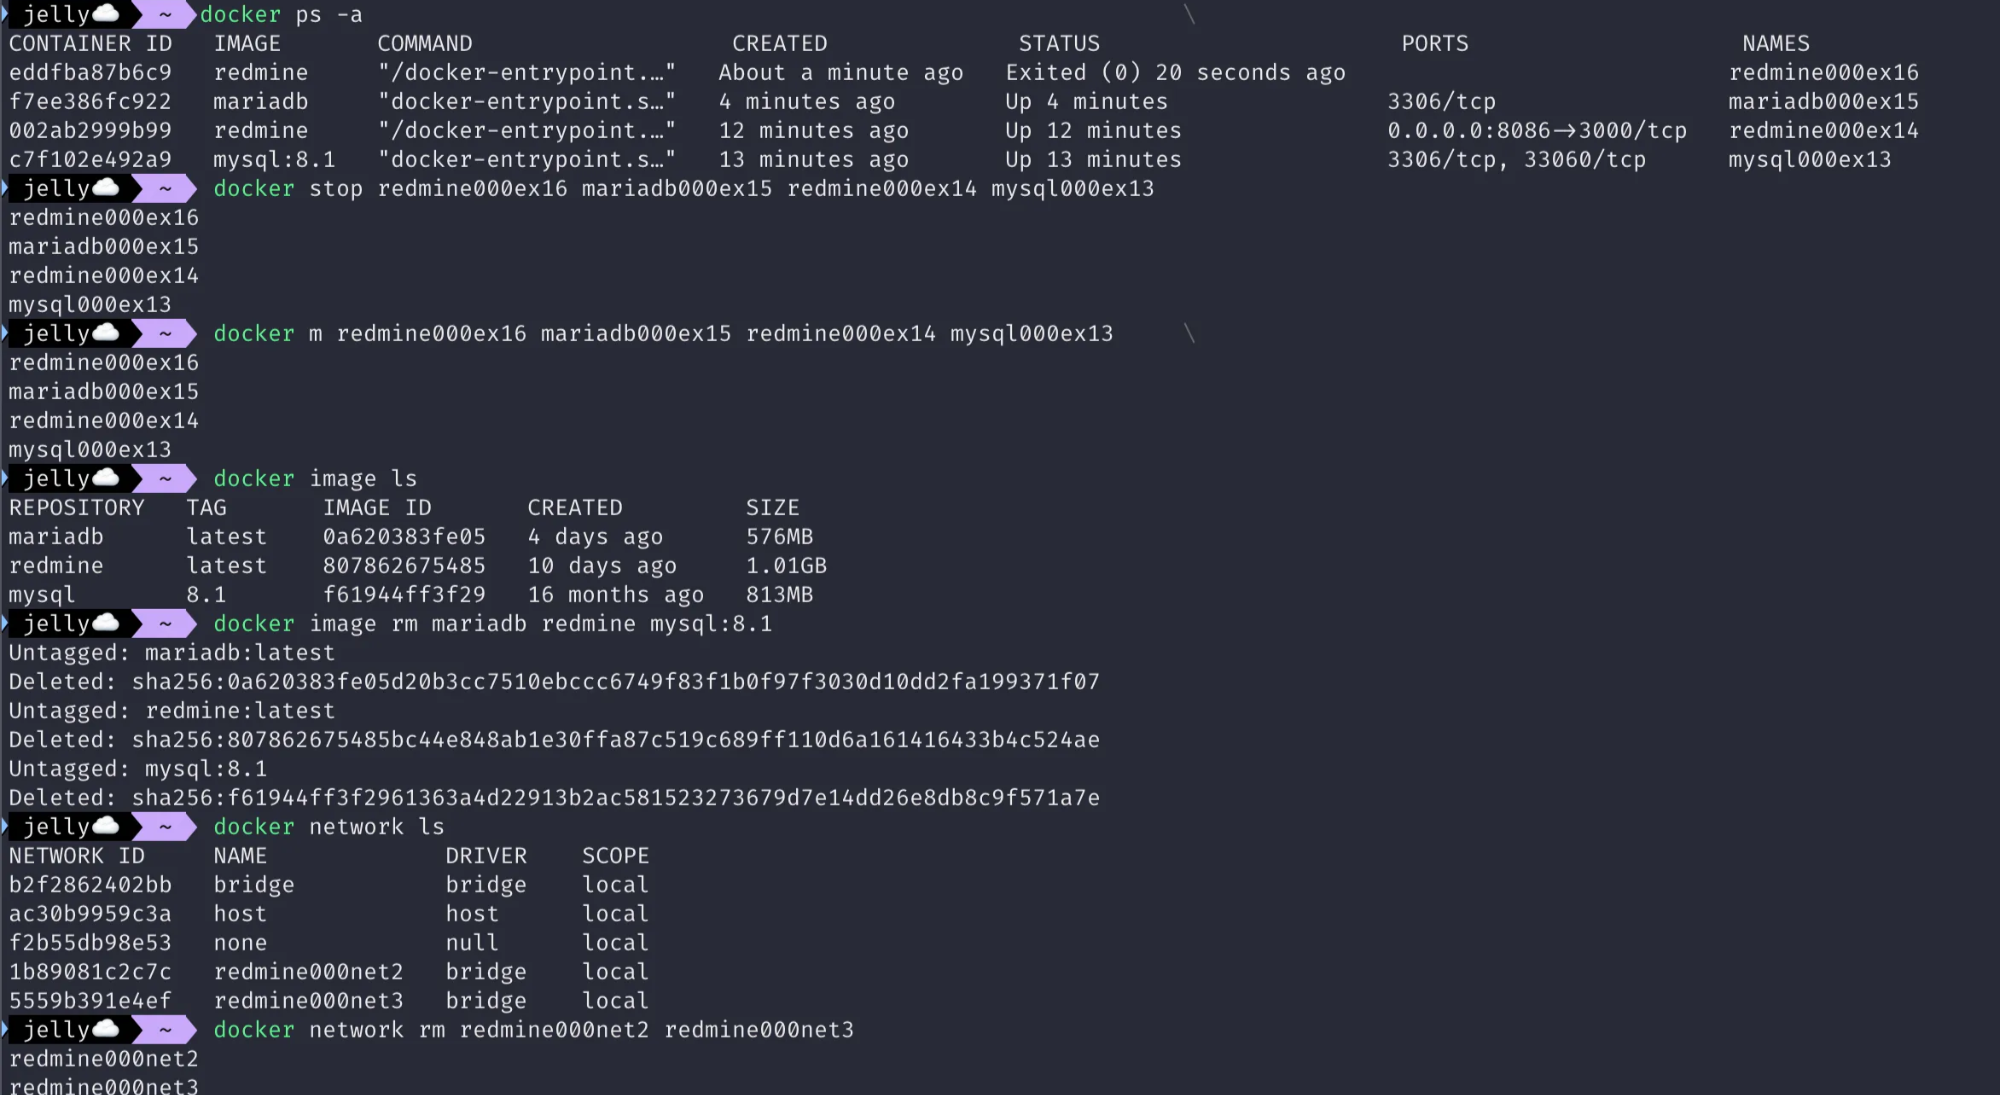 jelly☁️ ~ docker ps -a \
CONTAINER ID IMAGE COMMAND CREATED STATUS PORTS NAMES
eddfba87b6c9 redmine "/docker-entrypoint.…" About a minute ago Exited (0) 20 seconds ago redmine000ex16
f7ee386fc922 mariadb "docker-entrypoint.s…" 4 minutes ago Up 4 minutes 3306/tcp mariadb000ex15
002ab2999b99 redmine "/docker-entrypoint.…" 12 minutes ago Up 12 minutes 0.0.0.0:8086->3000/tcp redmine000ex14
c7f102e492a9 mysql:8.1 "docker-entrypoint.s…" 13 minutes ago Up 13 minutes 3306/tcp, 33060/tcp mysql000ex13
jelly☁️ ~ docker stop redmine000ex16 mariadb000ex15 redmine000ex14 mysql000ex13
redmine000ex16
mariadb000ex15
redmine000ex14
mysql000ex13
jelly☁️ ~ docker m redmine000ex16 mariadb000ex15 redmine000ex14 mysql000ex13 \
redmine000ex16
mariadb000ex15
redmine000ex14
mysql000ex13
jelly☁️ ~ docker image ls
REPOSITORY TAG IMAGE ID CREATED SIZE
mariadb latest 0a620383fe05 4 days ago 576MB
redmine latest 807862675485 10 days ago 1.01GB
mysql 8.1 f61944ff3f29 16 months ago 813MB
jelly☁️ ~ docker image rm mariadb redmine mysql:8.1
Untagged: mariadb:latest
Deleted: sha256:0a620383fe05d20b3cc7510ebccc6749f83f1b0f97f3030d10dd2fa199371f07
Untagged: redmine:latest
Deleted: sha256:807862675485bc44e848ab1e30ffa87c519c689ff110d6a161416433b4c524ae
Untagged: mysql:8.1
Deleted: sha256:f61944ff3f2961363a4d22913b2ac581523273679d7e14dd26e8db8c9f571a7e
jelly☁️ ~ docker network ls
NETWORK ID NAME DRIVER SCOPE
b2f2862402bb bridge bridge local
ac30b9959c3a host host local
f2b55db98e53 none null local
1b89081c2c7c redmine000net2 bridge local
5559b391e4ef redmine000net3 bridge local
jelly☁️ ~ docker network rm redmine000net2 redmine000net3
redmine000net2
redmine000net3